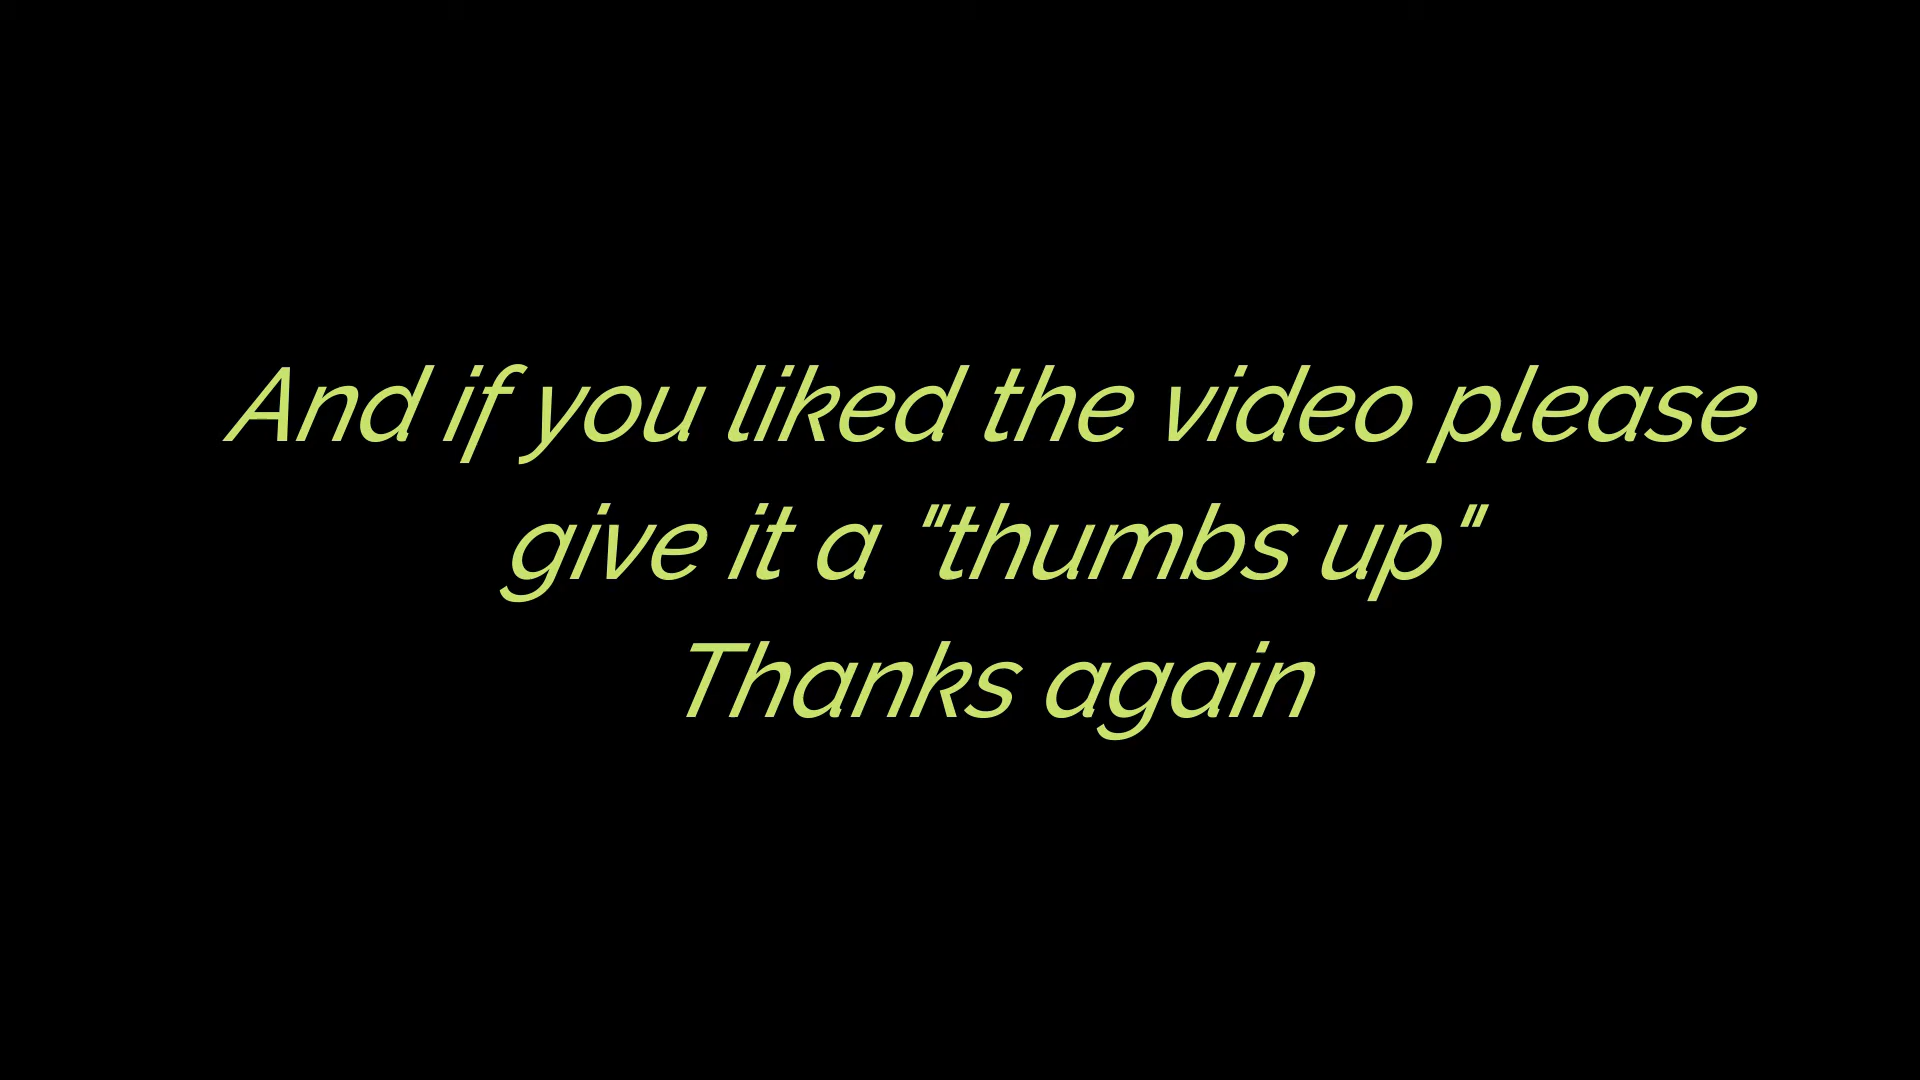 And if you liked the video please
give it a "thumbs up"
Thanks again